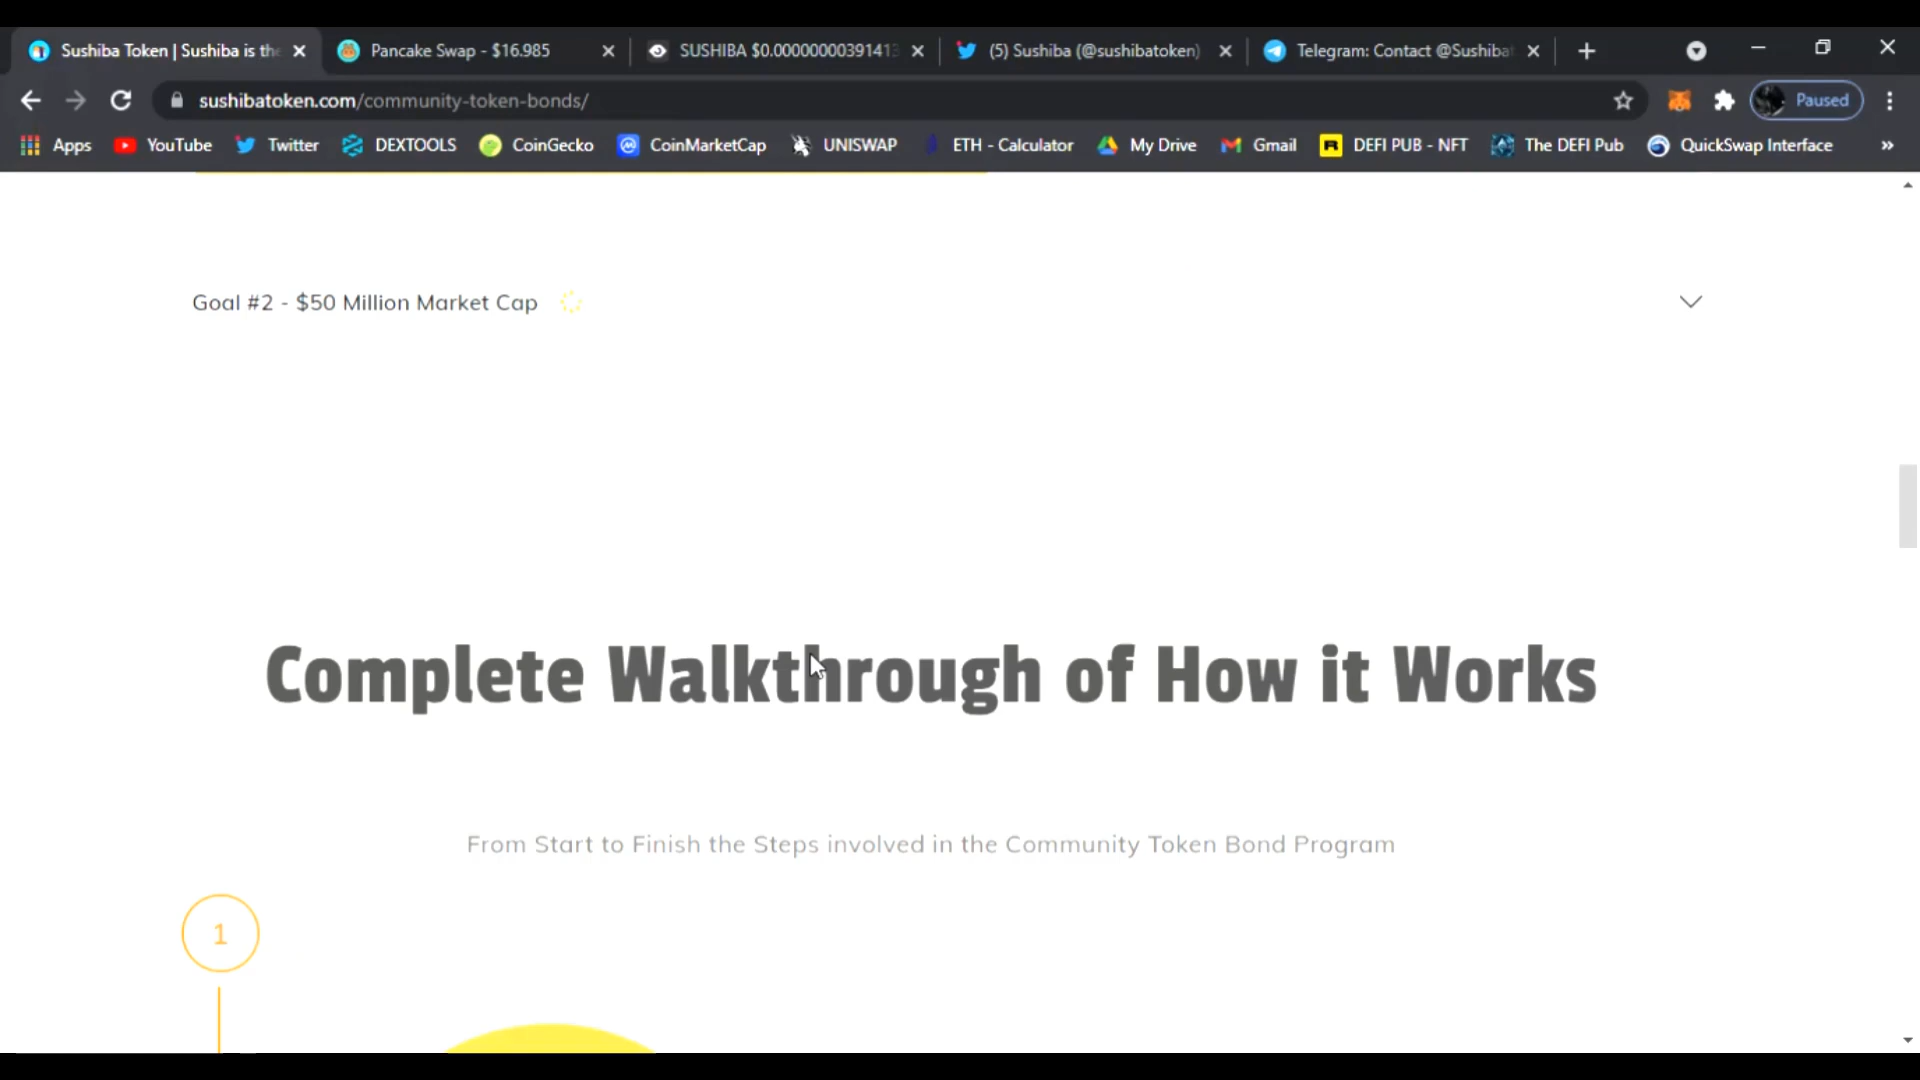 Sushiba Token | Sushiba is the
Pancake Swap - $16.985
SUSHIBA $0.0000000039141
(5) Sushiba (@sushibatoken)
Telegram: Contact @Sushiba
sushibatoken.com/community-token-bonds/
Paused
Apps
YouTube
Twitter
DEXTOOLS
CoinGecko
CoinMarketCap
UNISWAP
ETH - Calculator
My Drive
Gmail
DEFI PUB - NFT
The DEFI Pub
QuickSwap Interface
Goal #2 - $50 Million Market Cap
Complete Walkthrough of How it Works
From Start to Finish the Steps involved in the Community Token Bond Program
1